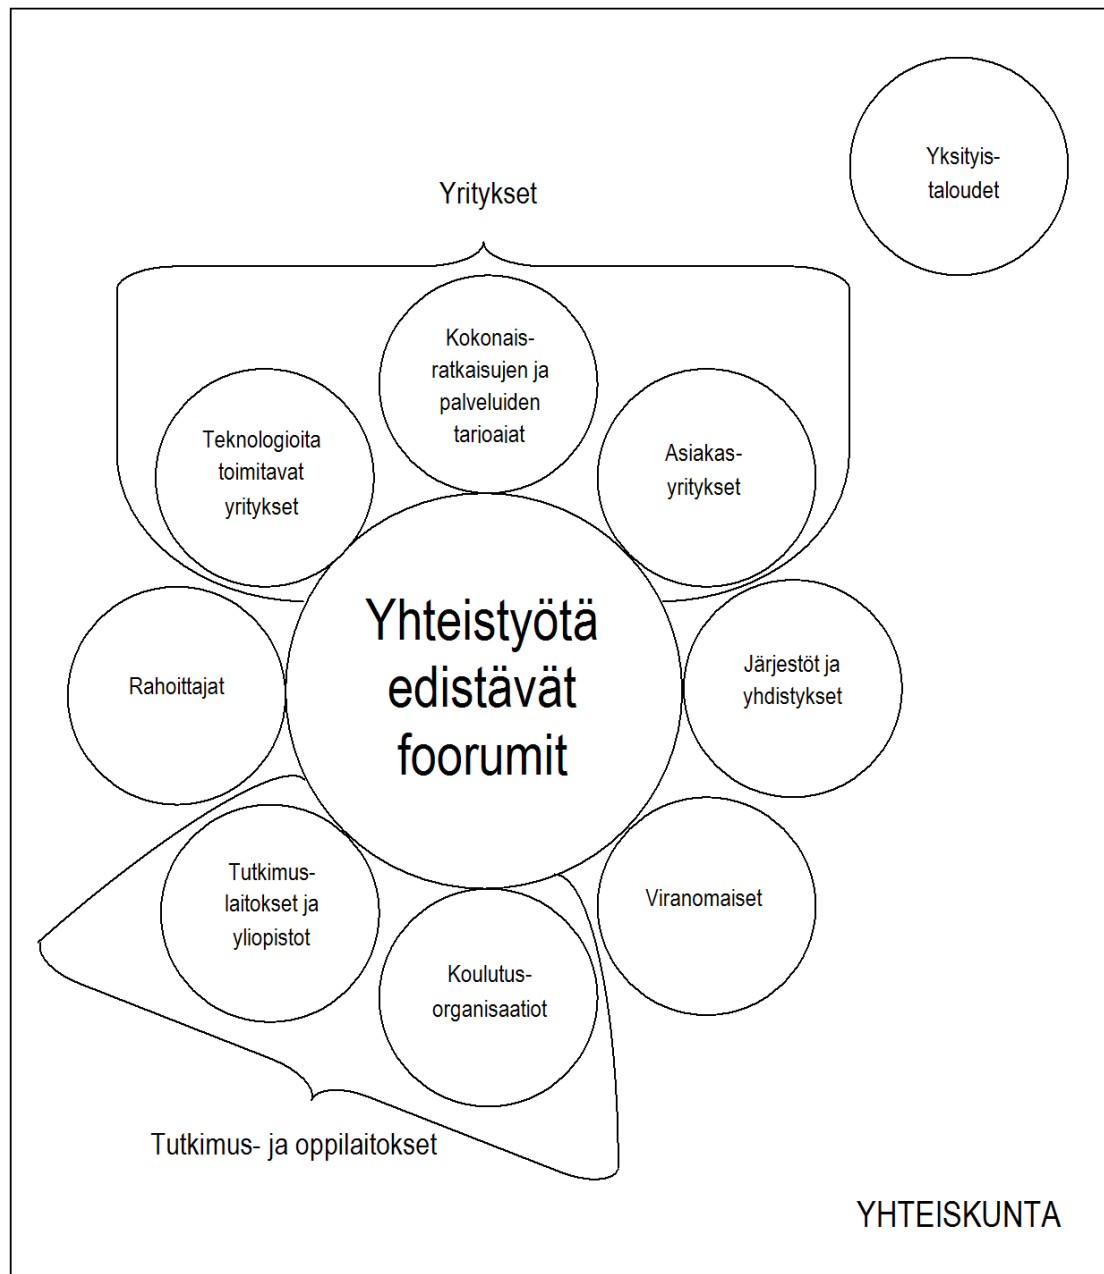 Yksityis-
taloudet
Yritykset
Kokonais-
ratkaisujen ja
palveluiden
tarjoajat
Teknologioita
toimitavat
yritykset
Asiakas-
yritykset
Yhteistyötä
edistävät
foorumit
Rahoittajat
Järjestöt ja
yhdistykset
Tutkimus-
laitokset ja
yliopistot
Viranomaiset
Koulutus-
organisaatiot
Tutkimus- ja oppilaitokset
YHTEISKUNTA